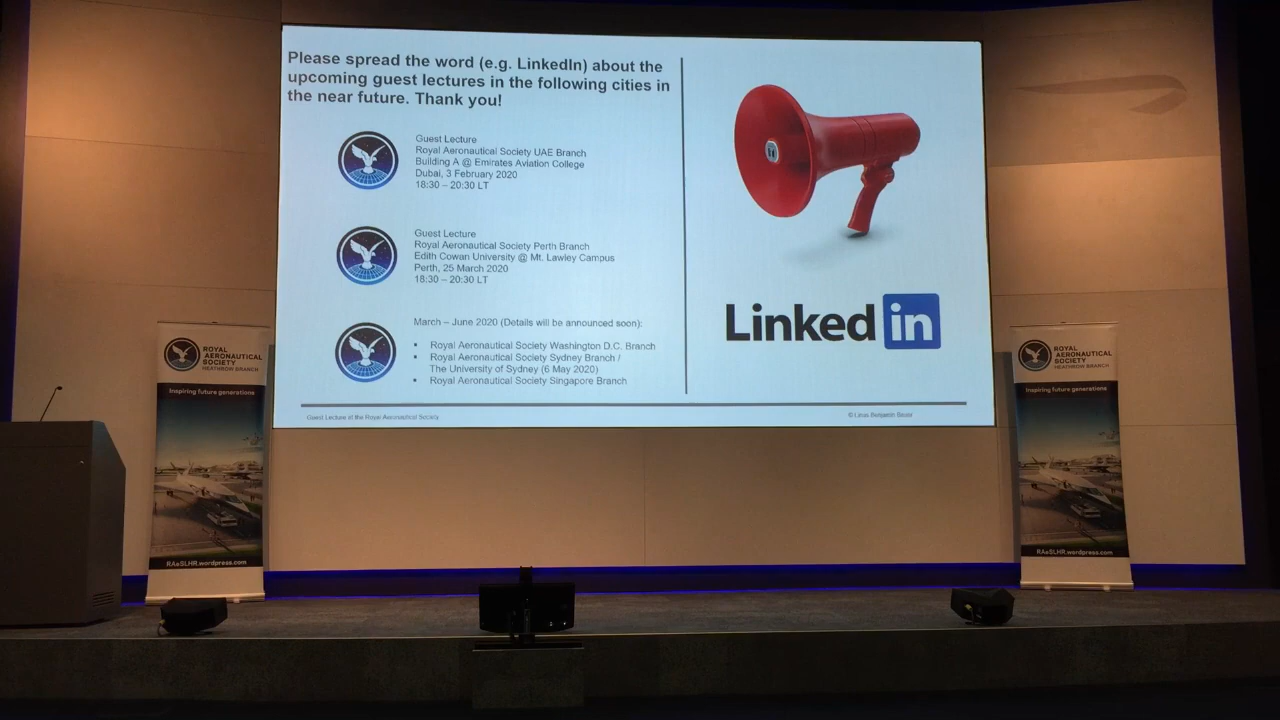 Please spread the word (e.g. LinkedIn) about the
upcoming guest lectures in the following cities in
the near future. Thank you!
Guest Lecture
Royal Aeronautical Society UAE Branch
Building A @ Emirates Aviation College
Dubai, 3 February 2020
18:30 – 20:30 LT
Guest Lecture
Royal Aeronautical Society Perth Branch
Edith Cowan University @ Mt. Lawley Campus
Perth, 25 March 2020
18:30 – 20:30 LT
March – June 2020 (Details will be announced soon):
▪ Royal Aeronautical Society Washington D.C. Branch
▪ Royal Aeronautical Society Sydney Branch /
The University of Sydney (6 May 2020)
▪ Royal Aeronautical Society Singapore Branch
Guest Lecture at the Royal Aeronautical Society
© Linus Benjamin Bauer
Linked in
ROYAL
AERONAUTICAL
SOCIETY
HEATHROW BRANCH
Inspiring future generations
RAeSLHR.wordpress.com
ROYAL
AERONAUTICAL
SOCIETY
HEATHROW BRANCH
Inspiring future generations
RAeSLHR.wordpress.com